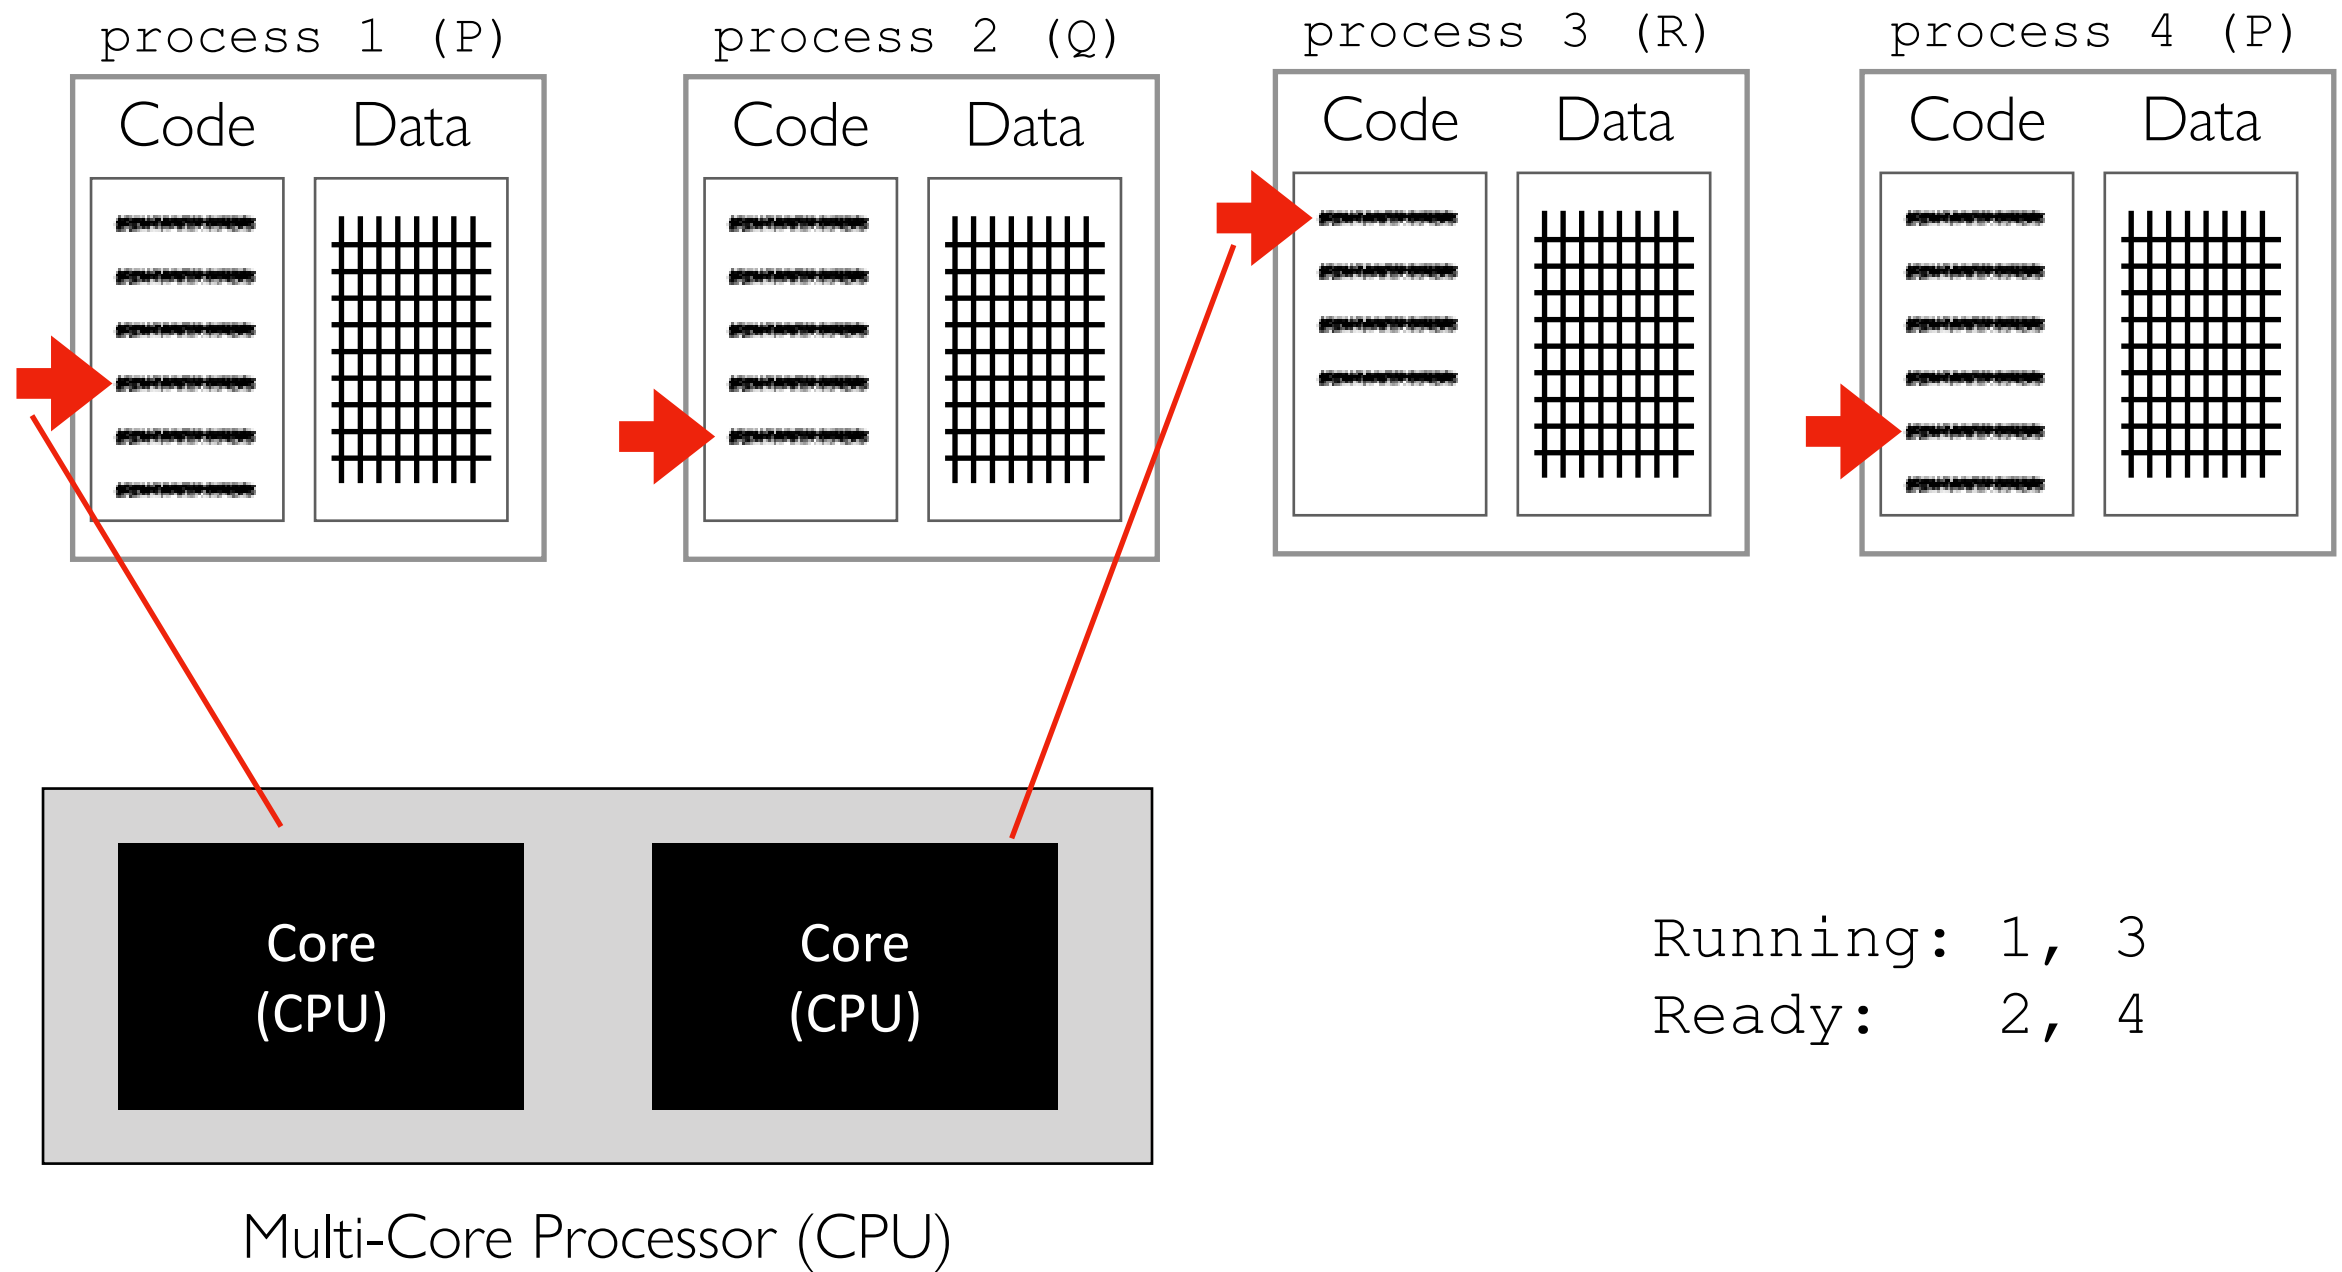 process 1 (P)
process 2 (Q)
process 3 (R)
process 4 (P)
Code Data
Code Data
Code Data
Code Data
Core
(CPU)
Core
(CPU)
Running: 1, 3
Ready: 2, 4
Multi-Core Processor (CPU)